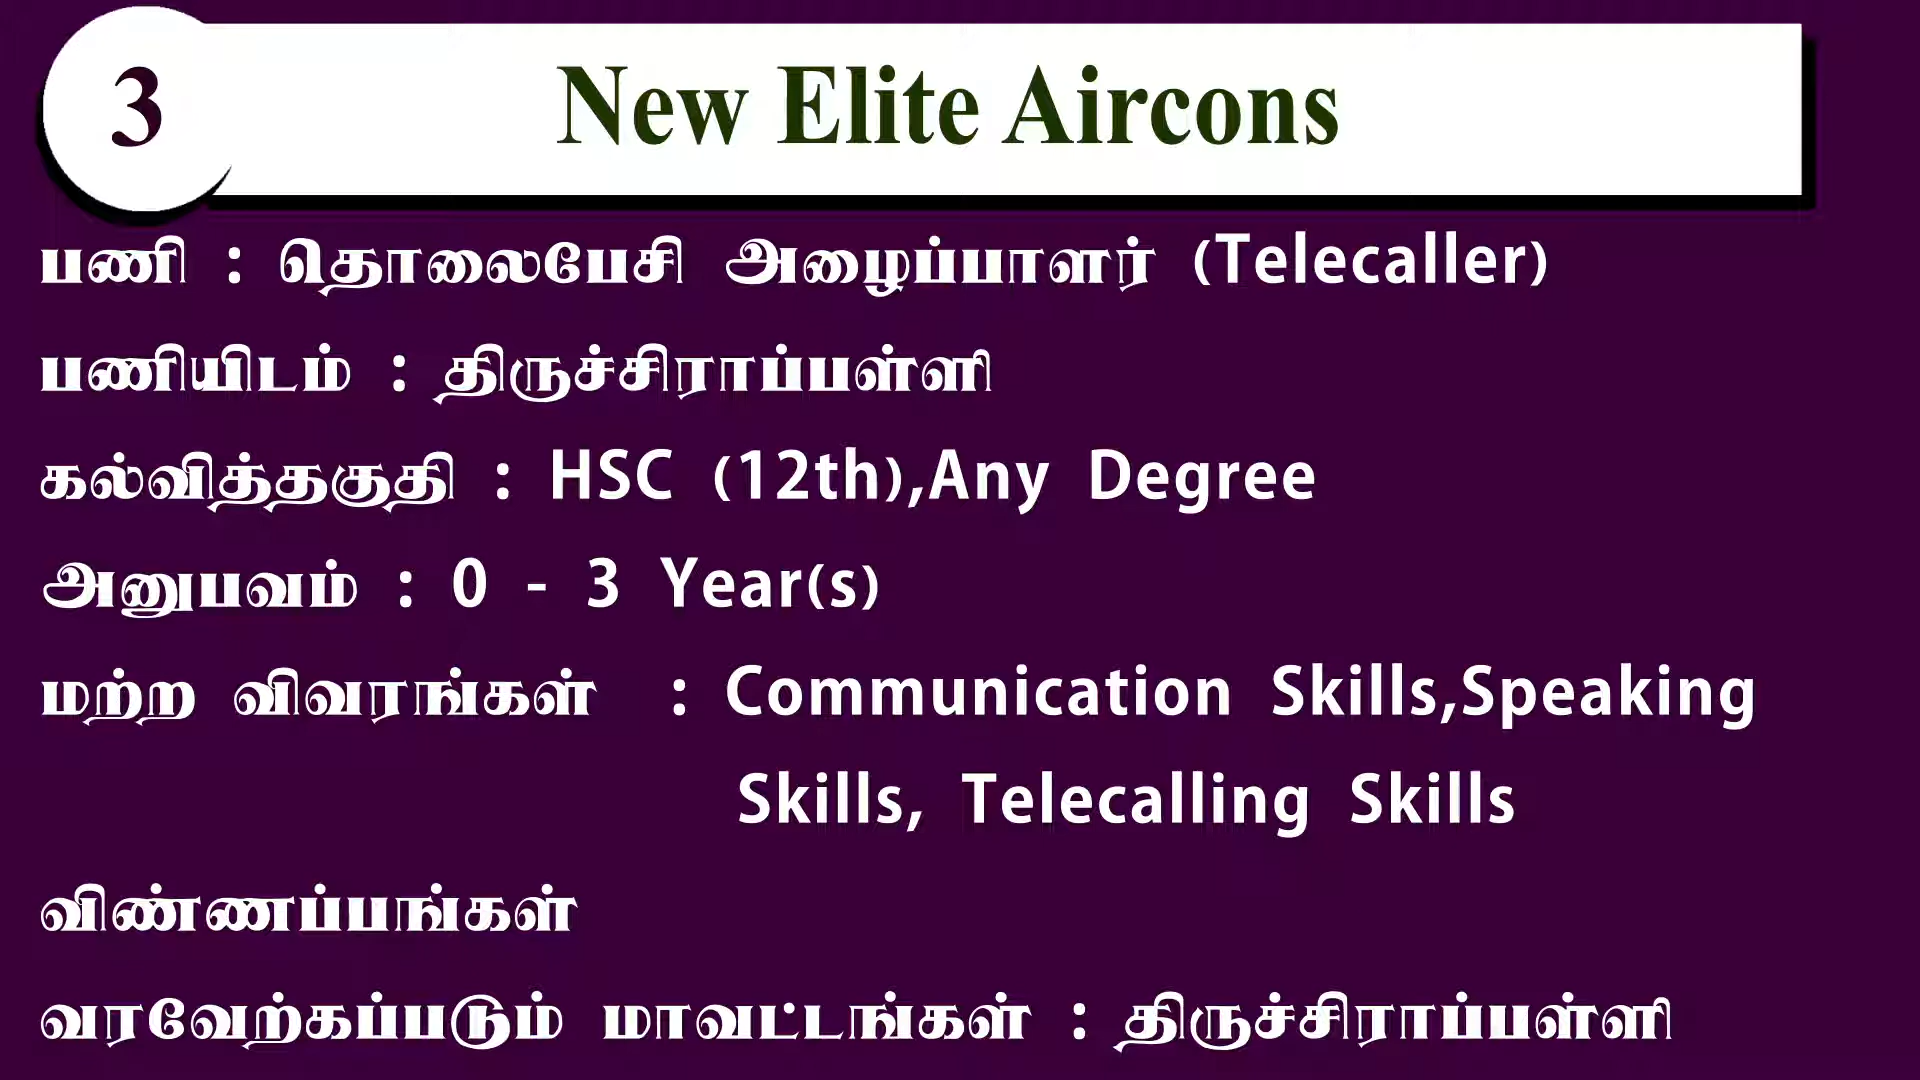 3
New Elite Aircons
பணி : தொலைபேசி அழைப்பாளர் (Telecaller)
பணியிடம் : திருச்சிராப்பள்ளி
கல்வித்தகுதி : HSC (12th),Any Degree
அனுபவம் : 0 - 3 Year(s)
மற்ற விவரங்கள் : Communication Skills,Speaking
Skills, Telecalling Skills
விண்ணப்பங்கள்
வரவேற்கப்படும் மாவட்டங்கள் : திருச்சிராப்பள்ளி